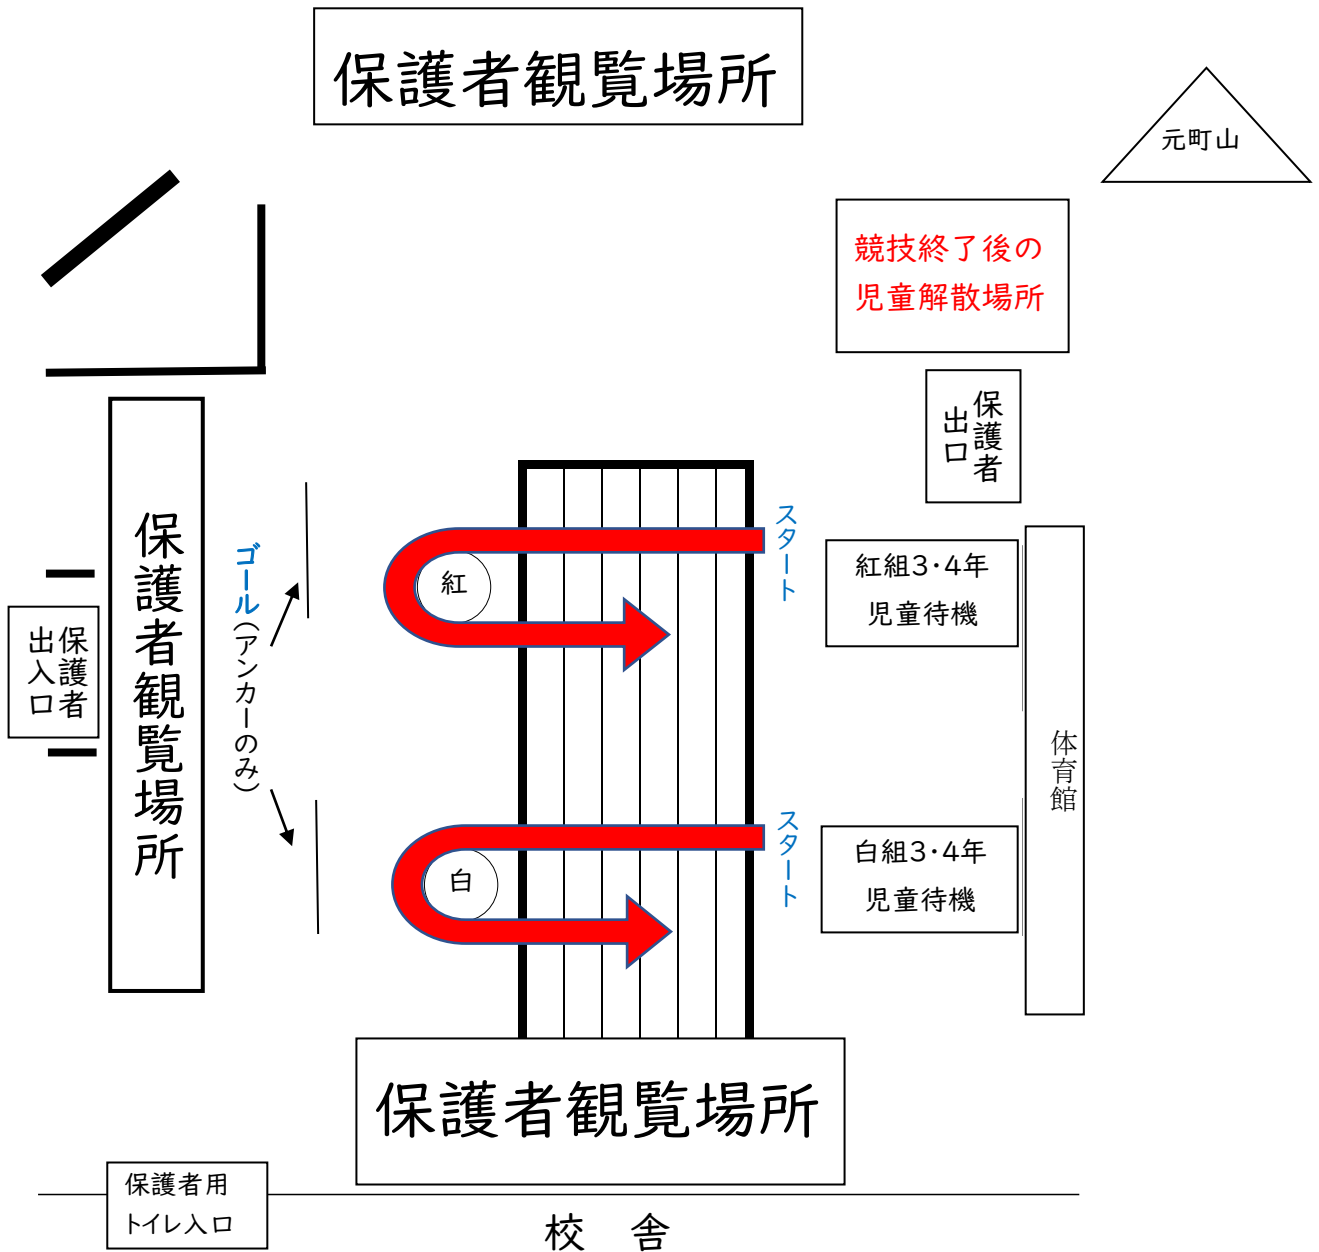 保護者観覧場所
元町山
競技終了後の
児童解散場所
保護者
出口
スタート
紅組3・4年
児童待機
紅
保護者観覧場所
ゴール(アンカーのみ)
保護者
出入口
体育館
スタート
白組3・4年
児童待機
白
保護者観覧場所
保護者用
トイレ入口
校 舎